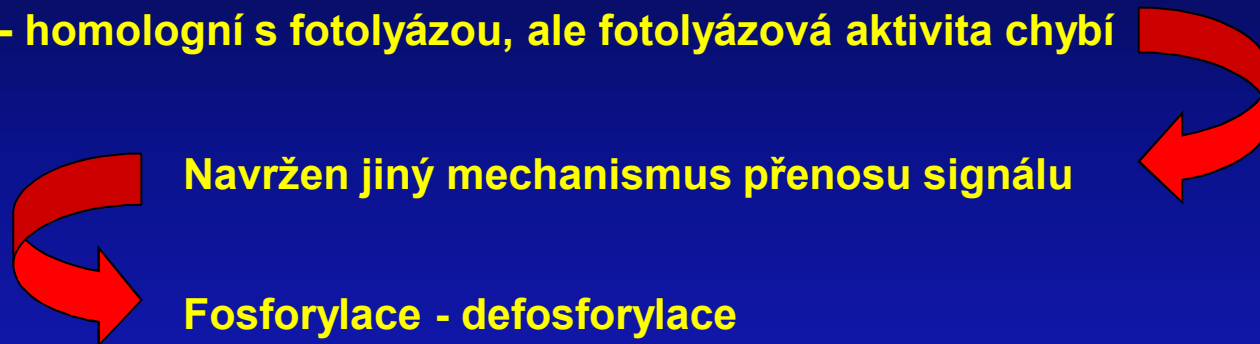 - homologní s fotolyázou, ale fotolyázová aktivita chybí
Navržen jiný mechanismus přenosu signálu
Fosforylace - defosforylace